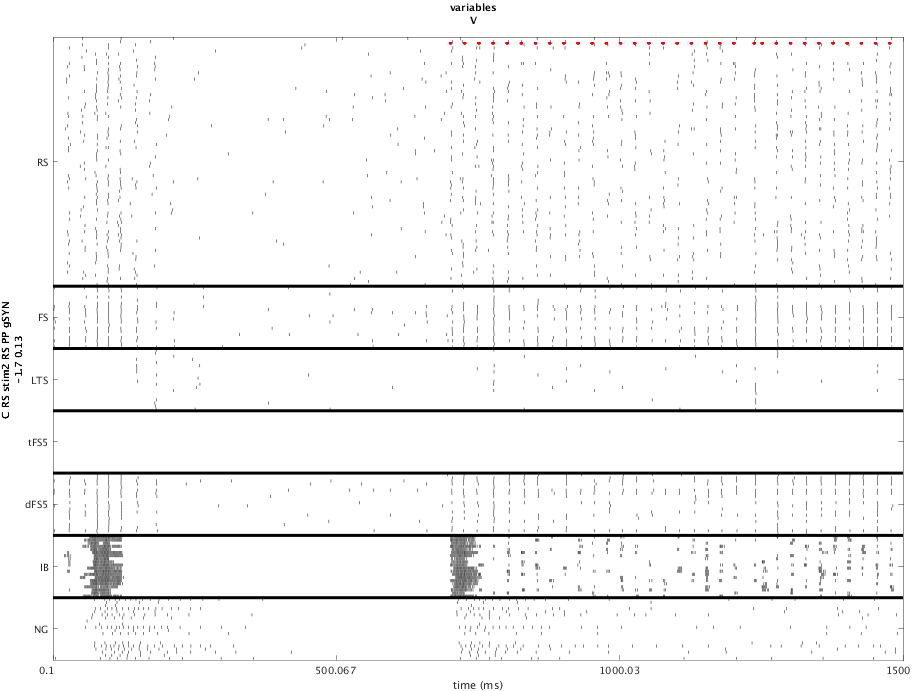 variables
V
C RS stim2 RS PP gSYN
-1.7 0.13
RS
FS
LTS
tFS5
dFS5
IB
NG
0.1
500.067
1000.03
1500
time (ms)